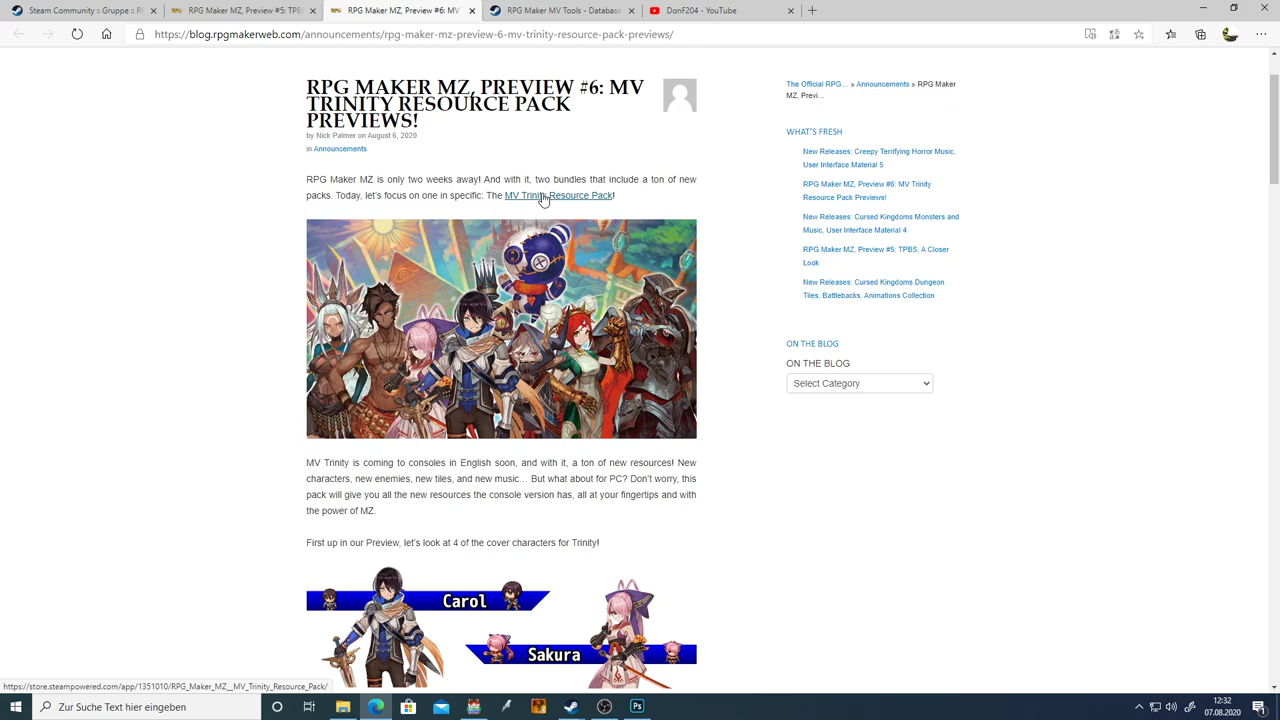 Steam Community :: Gruppe :: R
RPG Maker MZ, Preview #5: TPBS
RPG Maker MZ, Preview #6: MV
RPG Maker MZ Tools - Database
DonF204 - YouTube
https://blog.rpgmakerweb.com/announcements/rpg-maker-mz-preview-6-mv-trinity-resource-pack-previews/
RPG MAKER MZ, PREVIEW #6: MV
TRINITY RESOURCE PACK
PREVIEWS!
by Nick Palmer on August 6, 2020
in Announcements
RPG Maker MZ is only two weeks away! And with it, two bundles that include a ton of new
packs. Today, let's focus on one in specific: The MV Trinity Resource Pack!
MV Trinity is coming to consoles in English soon, and with it, a ton of new resources! New
characters, new enemies, new tiles, and new music… But what about for PC? Don't worry, this
pack will give you all the new resources the console version has, all at your fingertips and with
the power of MZ.
First up in our Preview, let's look at 4 of the cover characters for Trinity!
Carol
Sakura
The Official RPG... » Announcements » RPG Maker
MZ, Previ...
WHAT'S FRESH
New Releases: Creepy Terrifying Horror Music,
User Interface Material 5
RPG Maker MZ, Preview #6: MV Trinity
Resource Pack Previews!
New Releases: Cursed Kingdoms Monsters and
Music, User Interface Material 4
RPG Maker MZ, Preview #5: TPBS, A Closer
Look
New Releases: Cursed Kingdoms Dungeon
Tiles, Battlebacks, Animations Collection
ON THE BLOG
ON THE BLOG
Select Category
https://store.steampowered.com/app/1351010/RPG_Maker_MZ__MV_Trinity_Resource_Pack/
Zur Suche Text hier eingeben
Ps
12:32
07.08.2020